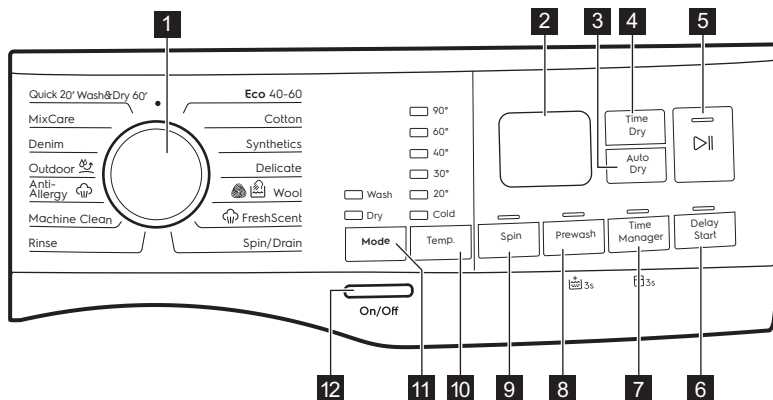 1
2
3
4
5
Quick 20' Wash&Dry 60'
MixCare
Denim
Outdoor
Anti-
Allergy
Machine Clean
Rinse
Eco 40-60
Cotton
Synthetics
Delicate
Wool
FreshScent
Spin/Drain
90°
60°
40°
30°
20°
Cold
Wash
Dry
Mode
Temp.
Time
Dry
Auto
Dry
Spin
Prewash
Time
Manager
Delay
Start
3s
3s
On/Off
12
11
10
9
8
7
6